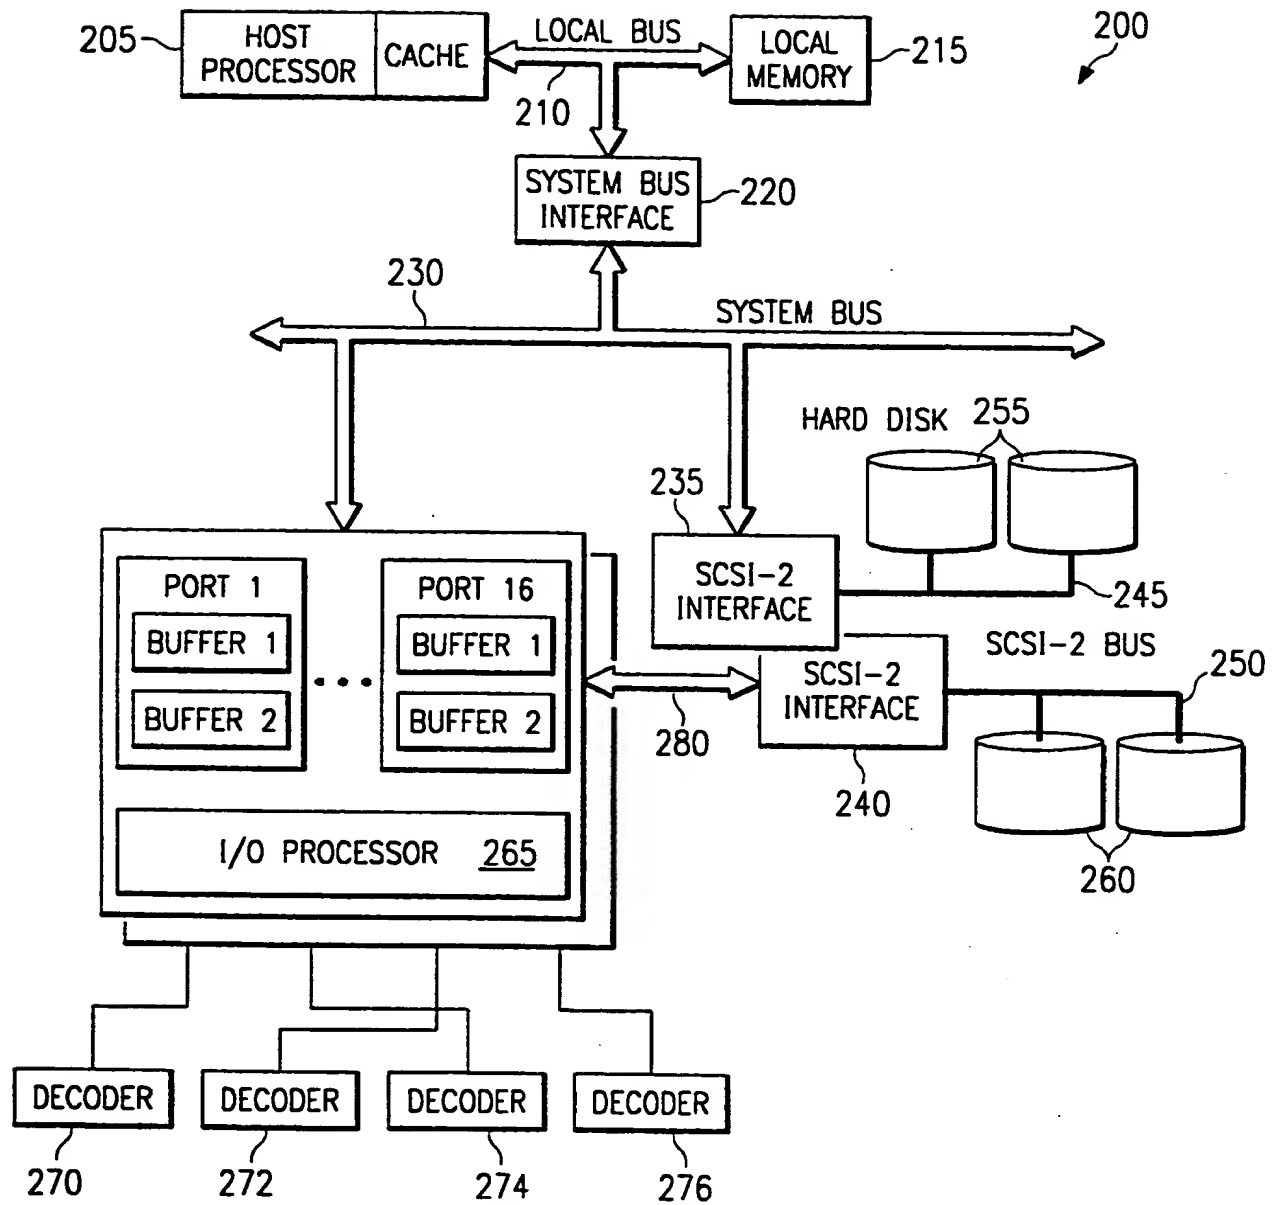 205
HOST
PROCESSOR
CACHE
LOCAL BUS
210
LOCAL
MEMORY
215
200
SYSTEM BUS
INTERFACE
220
230
SYSTEM BUS
HARD DISK
255
235
SCSI-2
INTERFACE
245
SCSI-2 BUS
250
SCSI-2
INTERFACE
240
260
280
PORT 1
BUFFER 1
BUFFER 2
PORT 16
BUFFER 1
BUFFER 2
I/O PROCESSOR 265
DECODER
270
DECODER
272
DECODER
274
DECODER
276